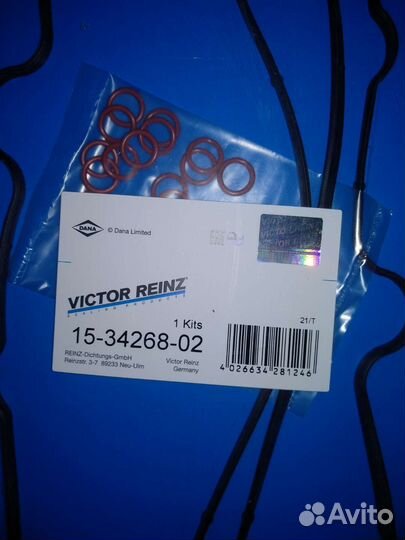 DANA
© Dana Limited
EAC
VICTOR REINZ
SEALING PRODUCTS
21/T
1 Kits
15-34268-02
REINZ-Dichtungs-GmbH
Reinzstr. 3-7 89233 Neu-Ulm
Victor Reinz
Germany
4 026634 281246
Avito